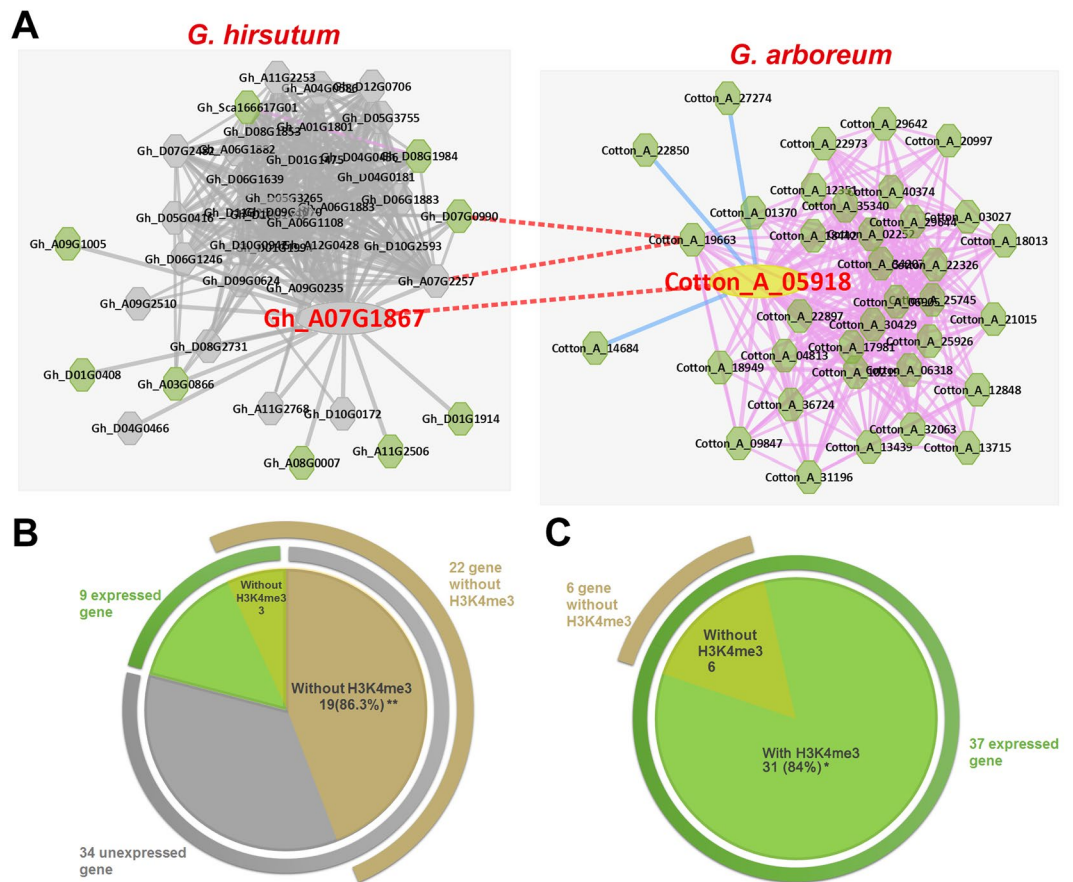 A
G. hirsutum
G. arboreum
Gh_A11G2253
Gh_D12G0706
Gh_Sca166617G01
Gh_D05G3755
Gh_D08G1853
Gh_A01G1801
Gh_D07G2482
Gh_A06G1882
Gh_D01G1475
Gh_D08G1984
Gh_D04G0181
Gh_D06G1639
Gh_D05G3265
Gh_A06G1883
Gh_D06G1883
Gh_D05G0416
Gh_A06G1108
Gh_D07G0990
Gh_A09G1005
Gh_A12G0428
Gh_D10G2593
Gh_D06G1246
Gh_D09G0624
Gh_A09G0235
Gh_A07G2257
Gh_A09G2510
Gh_A07G1867
Gh_D08G2731
Gh_D01G0408
Gh_A03G0866
Gh_D04G0466
Gh_A11G2768
Gh_D10G0172
Gh_D01G1914
Gh_A08G0007
Gh_A11G2506
Cotton_A_27274
Cotton_A_22850
Cotton_A_29642
Cotton_A_22973
Cotton_A_20997
Cotton_A_12351
Cotton_A_40374
Cotton_A_01370
Cotton_A_35340
Cotton_A_03027
Cotton_A_29644
Cotton_A_19663
Cotton_A_18013
Cotton_A_22326
Cotton_A_05918
Cotton_A_25745
Cotton_A_22897
Cotton_A_21015
Cotton_A_30429
Cotton_A_14684
Cotton_A_17981
Cotton_A_25926
Cotton_A_04813
Cotton_A_18949
Cotton_A_06318
Cotton_A_12848
Cotton_A_36724
Cotton_A_32063
Cotton_A_09847
Cotton_A_13439
Cotton_A_13715
Cotton_A_31196
B
9 expressed
gene
Without
H3K4me3
3
22 gene
without
H3K4me3
Without H3K4me3
19(86.3%) **
34 unexpressed
gene
C
6 gene
without
H3K4me3
Without
H3K4me3
6
With H3K4me3
31 (84%) *
37 expressed
gene